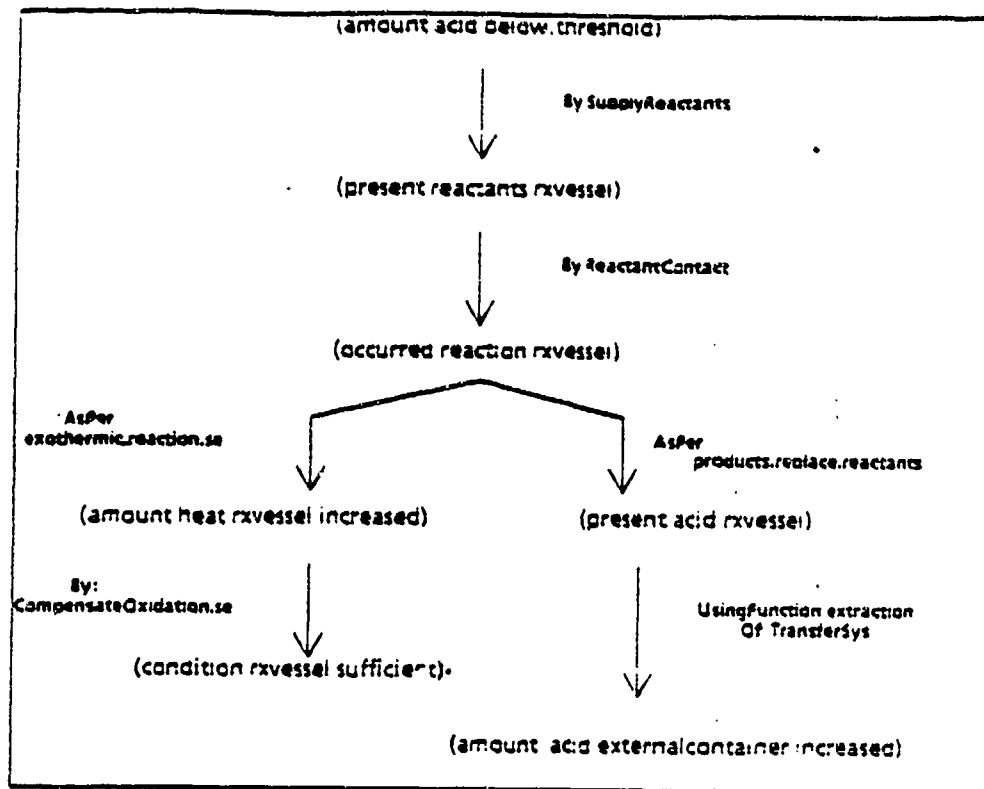 (amount acid below.threshold)
By SupplyReactants
(present reactants rxvessel)
By ReactantContact
(occurred reaction rxvessel)
AsPer
exothermic.reaction.se
AsPer
products.replace.reactants
(amount heat rxvessel increased)
(present acid rxvessel)
By:
CompensateOxidation.se
UsingFunction extraction
Of TransferSys
(condition rxvessel sufficient)
(amount acid externalcontainer increased)